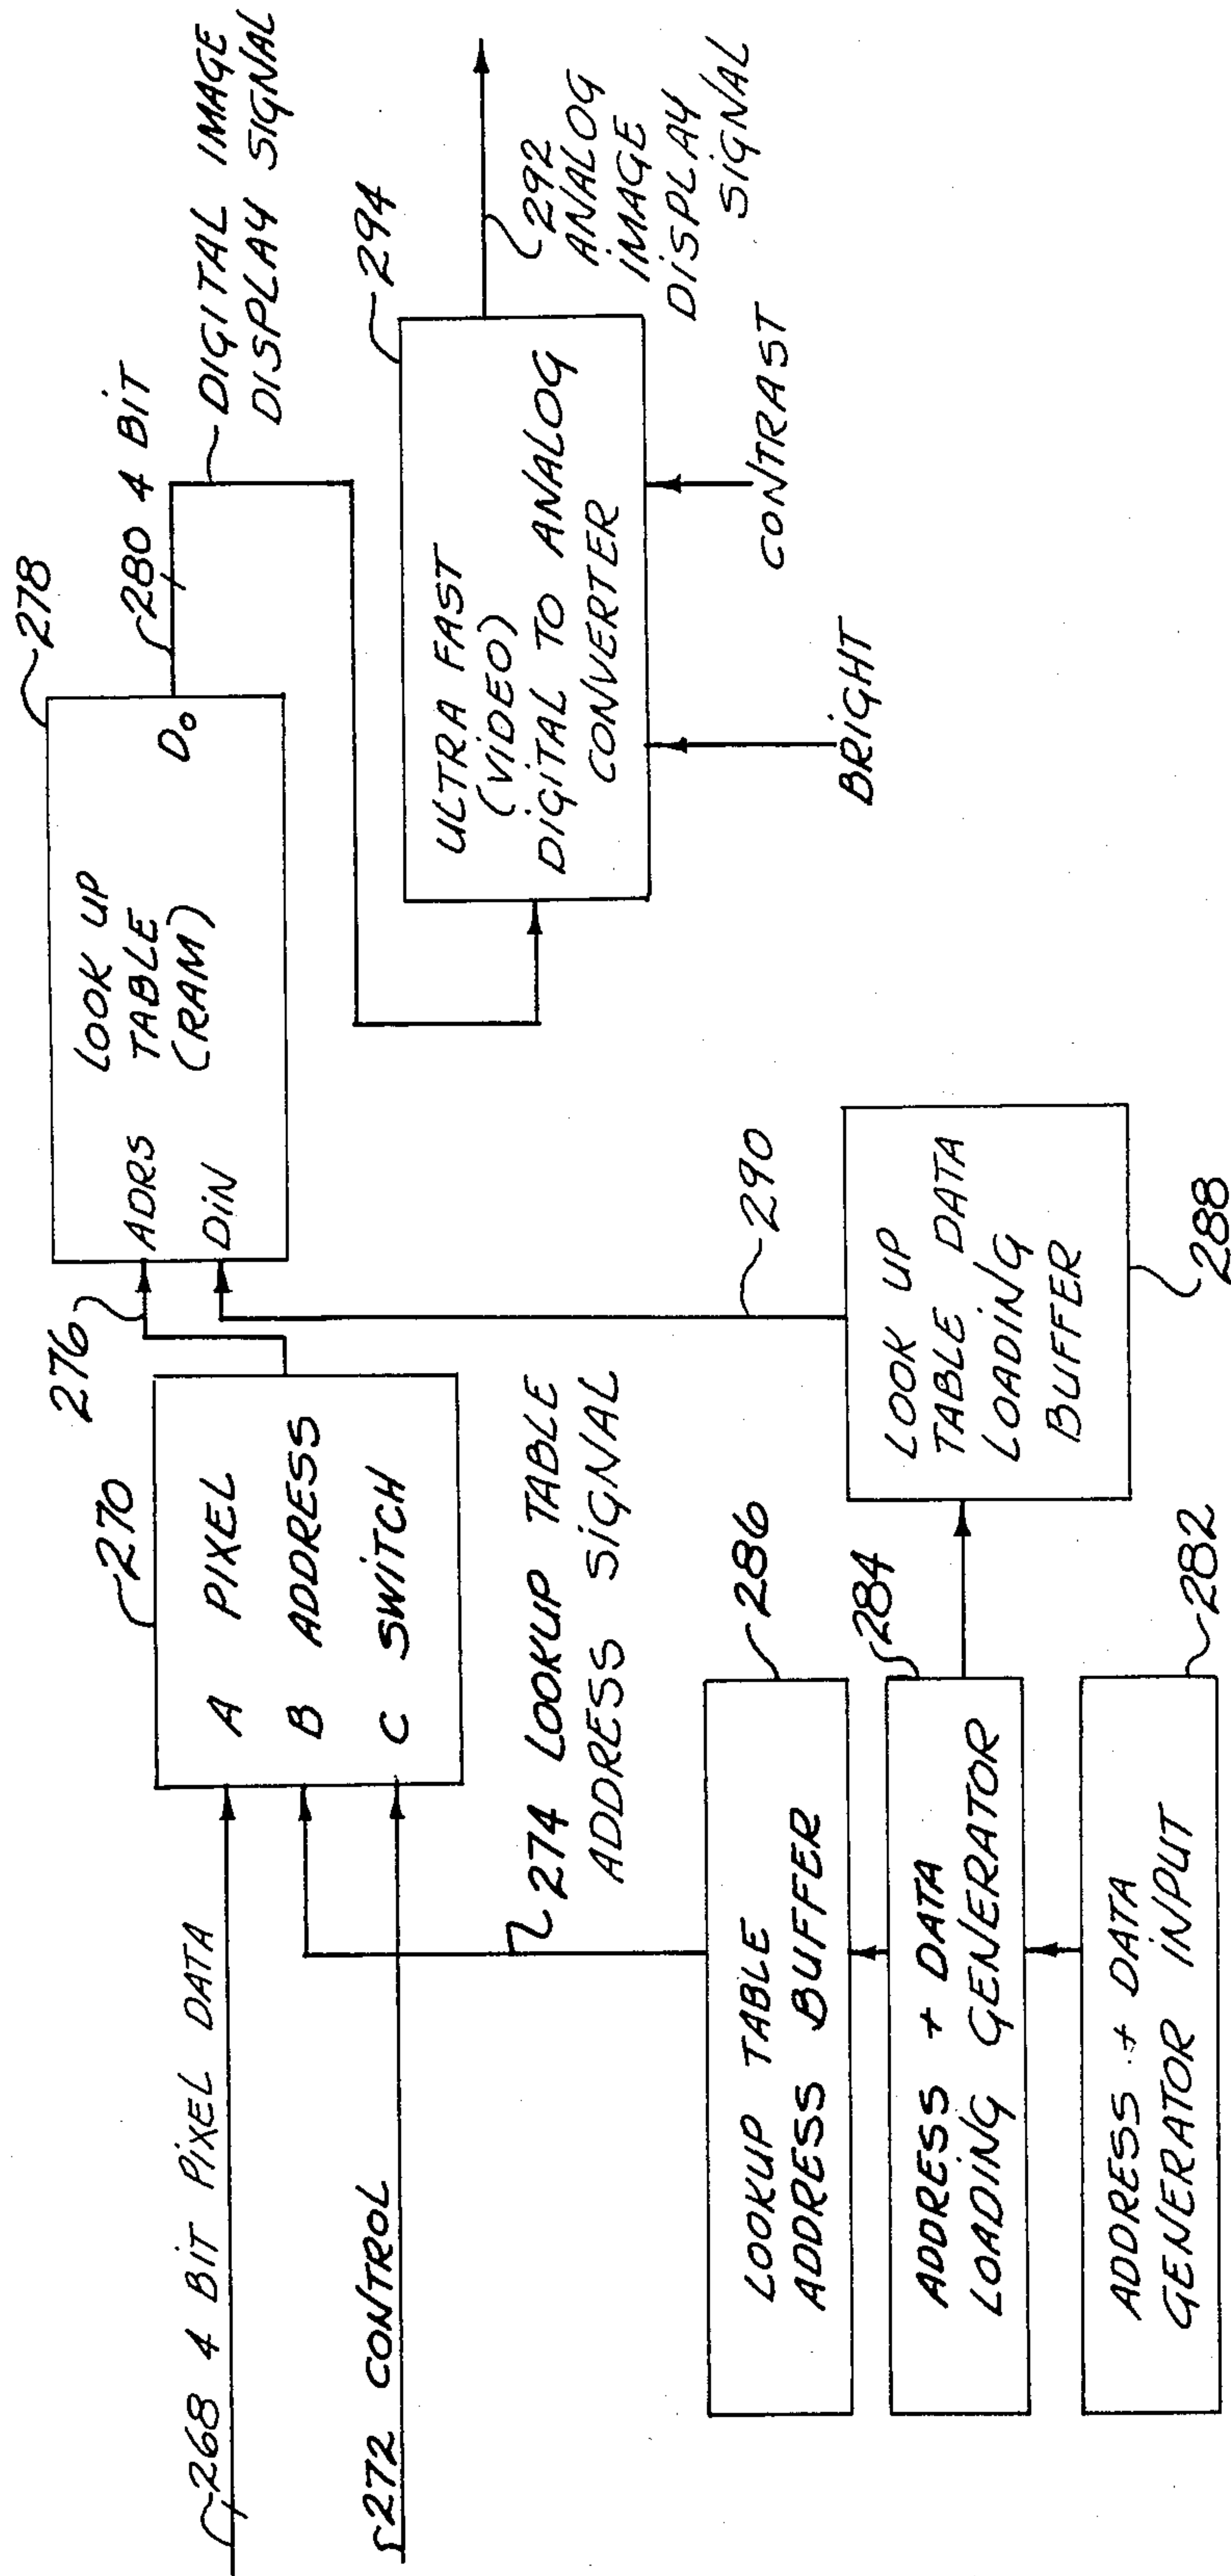 268 4 BIT PIXEL DATA
272 CONTROL
270
A PIXEL
B ADDRESS
C SWITCH
276
274 LOOKUP TABLE
ADDRESS SIGNAL
278
LOOK UP
TABLE
(RAM)
ADRS
DIN
Do
280 4 BIT
DIGITAL IMAGE
DISPLAY SIGNAL
294
ULTRA FAST
(VIDEO)
DIGITAL TO ANALOG
CONVERTER
292
ANALOG
IMAGE
DISPLAY
SIGNAL
BRIGHT
CONTRAST
290
LOOK UP
TABLE DATA
LOADING
BUFFER
288
286
LOOKUP TABLE
ADDRESS BUFFER
284
ADDRESS + DATA
LOADING GENERATOR
282
ADDRESS + DATA
GENERATOR INPUT